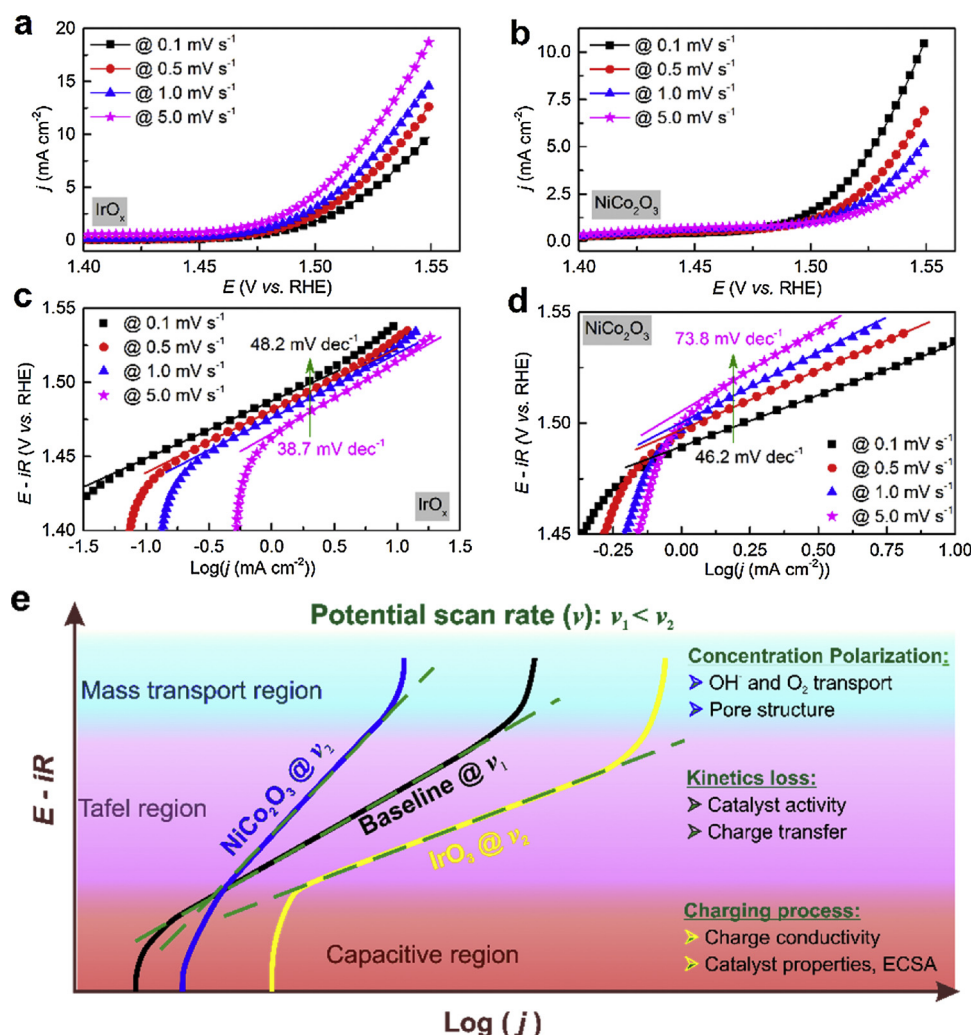 a
20
15
10
5
0
j (mA cm⁻²)
@ 0.1 mV s⁻¹
@ 0.5 mV s⁻¹
@ 1.0 mV s⁻¹
@ 5.0 mV s⁻¹
IrOₓ
1.40 1.45 1.50 1.55
E (V vs. RHE)
b
10.0
7.5
5.0
2.5
0.0
j (mA cm⁻²)
@ 0.1 mV s⁻¹
@ 0.5 mV s⁻¹
@ 1.0 mV s⁻¹
@ 5.0 mV s⁻¹
NiCo₂O₃
1.40 1.45 1.50 1.55
E (V vs. RHE)
c
1.55
1.50
1.45
1.40
E - iR (V vs. RHE)
@ 0.1 mV s⁻¹
@ 0.5 mV s⁻¹
@ 1.0 mV s⁻¹
@ 5.0 mV s⁻¹
48.2 mV dec⁻¹
38.7 mV dec⁻¹
IrOₓ
-1.5 -1.0 -0.5 0.0 0.5 1.0 1.5
Log(j (mA cm⁻²))
d
1.55
1.50
1.45
E - iR (V vs. RHE)
NiCo₂O₃
73.8 mV dec⁻¹
46.2 mV dec⁻¹
@ 0.1 mV s⁻¹
@ 0.5 mV s⁻¹
@ 1.0 mV s⁻¹
@ 5.0 mV s⁻¹
-0.25 0.00 0.25 0.50 0.75 1.00
Log(j (mA cm⁻²))
e
Potential scan rate (ν): ν₁ < ν₂
E - iR
Mass transport region
Tafel region
Capacitive region
NiCo₂O₃ @ ν₂
Baseline @ ν₁
IrO₃ @ ν₂
Concentration Polarization:
OH⁻ and O₂ transport
Pore structure
Kinetics loss:
Catalyst activity
Charge transfer
Charging process:
Charge conductivity
Catalyst properties, ECSA
Log ( j )